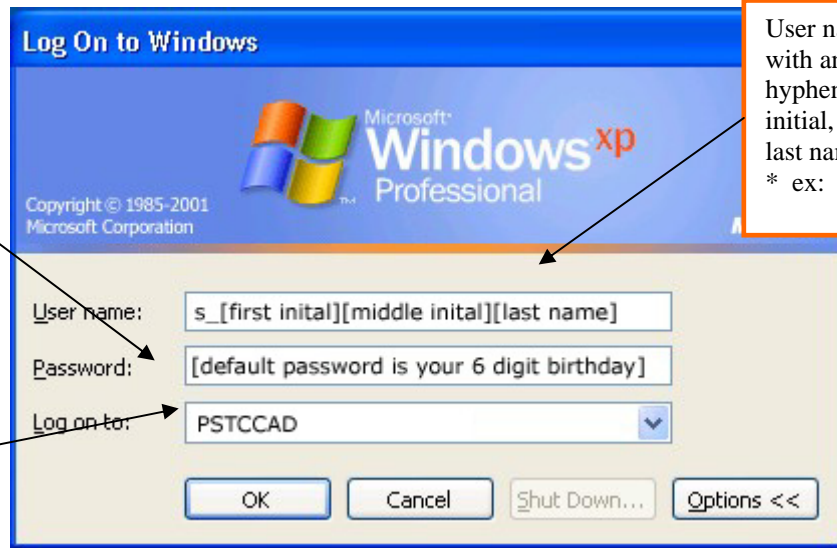 Log On to Windows
User n
with an
hyphen
initial,
last nan
* ex:
Microsoft
Windows xp
Professional
Copyright © 1985-2001
Microsoft Corporation
User name:
s_[first inital][middle inital][last name]
Password:
[default password is your 6 digit birthday]
Log on to:
PSTCCAD
OK
Cancel
Shut Down...
Options <<